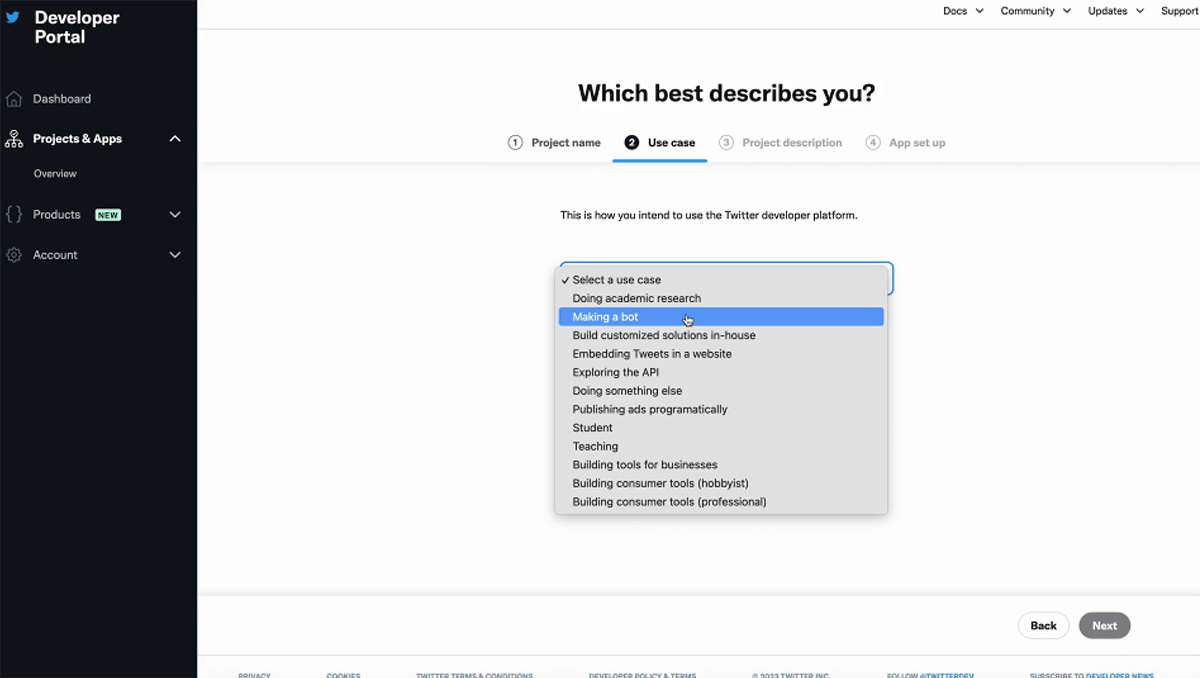 Developer
Portal
Dashboard
Projects & Apps
Overview
Products NEW
Account
Docs Community Updates Support
Which best describes you?
1 Project name 2 Use case 3 Project description 4 App set up
This is how you intend to use the Twitter developer platform.
✓ Select a use case
Doing academic research
Making a bot
Build customized solutions in-house
Embedding Tweets in a website
Exploring the API
Doing something else
Publishing ads programatically
Student
Teaching
Building tools for businesses
Building consumer tools (hobbyist)
Building consumer tools (professional)
Back Next
PRIVACY COOKIES TWITTER TERMS & CONDITIONS DEVELOPER POLICY & TERMS © 2023 TWITTER INC. FOLLOW @TWITTERDEV SUBSCRIBE TO DEVELOPER NEWS